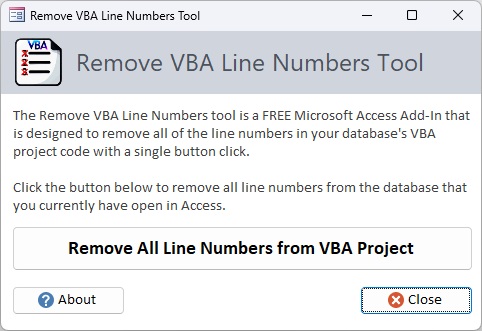 Remove VBA Line Numbers Tool
VBA
Remove VBA Line Numbers Tool
The Remove VBA Line Numbers tool is a FREE Microsoft Access Add-In that
is designed to remove all of the line numbers in your database's VBA
project code with a single button click.
Click the button below to remove all line numbers from the database that
you currently have open in Access.
Remove All Line Numbers from VBA Project
? About
Close